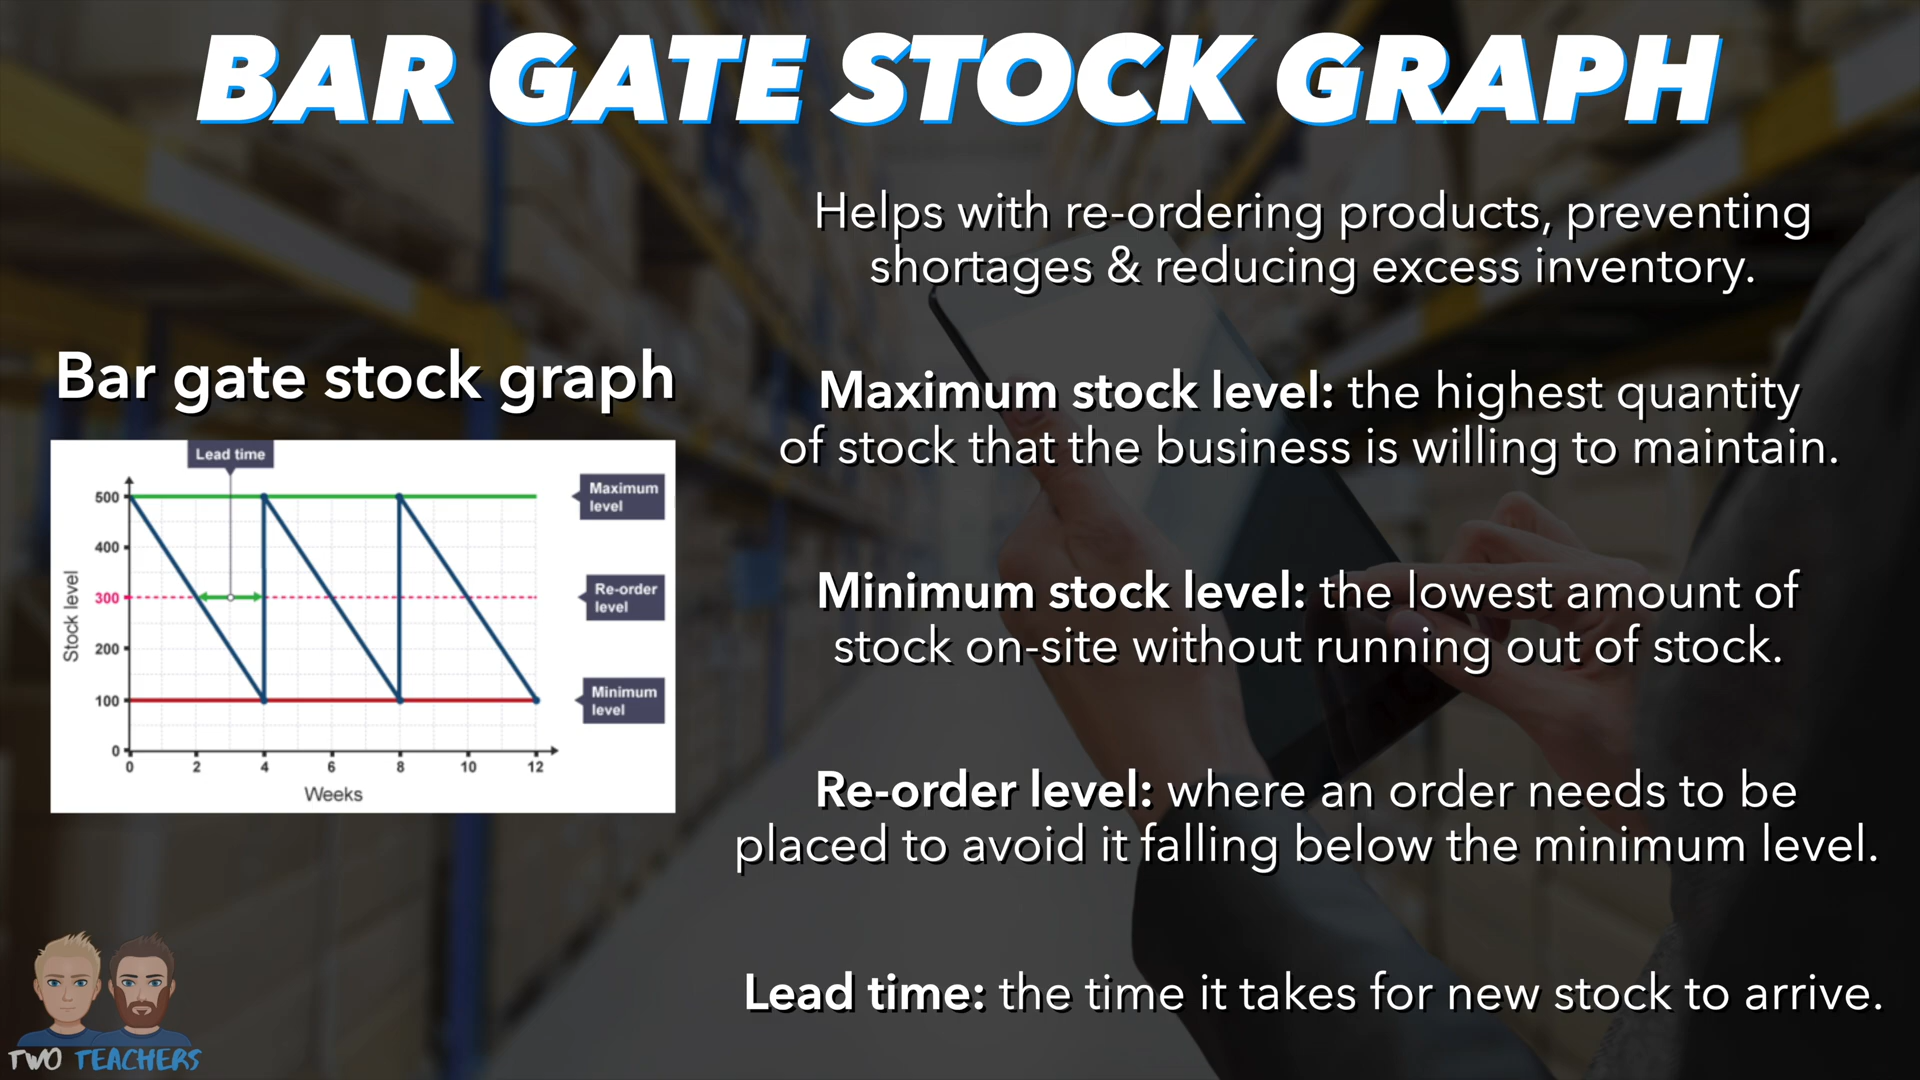 BAR GATE STOCK GRAPH
Helps with re-ordering products, preventing
shortages & reducing excess inventory.
Bar gate stock graph
Maximum stock level: the highest quantity
of stock that the business is willing to maintain.
Minimum stock level: the lowest amount of
stock on-site without running out of stock.
Re-order level: where an order needs to be
placed to avoid it falling below the minimum level.
Lead time: the time it takes for new stock to arrive.
Lead time
Maximum
level
Re-order
level
Minimum
level
Stock level
500
400
300
200
100
0
0 2 4 6 8 10 12
Weeks
TWO TEACHERS